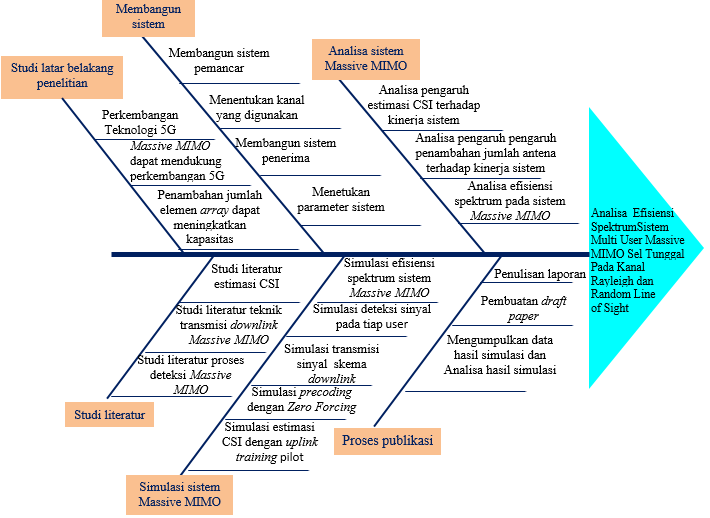 Membangun
sistem
Studi latar belakang
penelitian
Analisa sistem
Massive MIMO
Membangun sistem
pemancar
Menentukan kanal
yang digunakan
Membangun sistem
penerima
Menetukan
parameter sistem
Perkembangan
Teknologi 5G
Massive MIMO
dapat mendukung
perkembangan 5G
Penambahan jumlah
elemen array dapat
meningkatkan
kapasitas
Analisa pengaruh
estimasi CSI terhadap
kinerja sistem
Analisa pengaruh pengaruh
penambahan jumlah antena
terhadap kinerja sistem
Analisa efisiensi
spektrum pada sistem
Massive MIMO
Analisa Efisiensi
SpektrumSistem
Multi User Massive
MIMO Sel Tunggal
Pada Kanal
Rayleigh dan
Random Line
of Sight
Studi literatur
estimasi CSI
Studi literatur teknik
transmisi downlink
Massive MIMO
Studi literatur proses
deteksi Massive
MIMO
Studi literatur
Simulasi efisiensi
spektrum sistem
Massive MIMO
Simulasi deteksi sinyal
pada tiap user
Simulasi transmisi
sinyal skema
downlink
Simulasi precoding
dengan Zero Forcing
Simulasi estimasi
CSI dengan uplink
training pilot
Simulasi sistem
Massive MIMO
Penulisan laporan
Pembuatan draft
paper
Mengumpulkan data
hasil simulasi dan
Analisa hasil simulasi
Proses publikasi